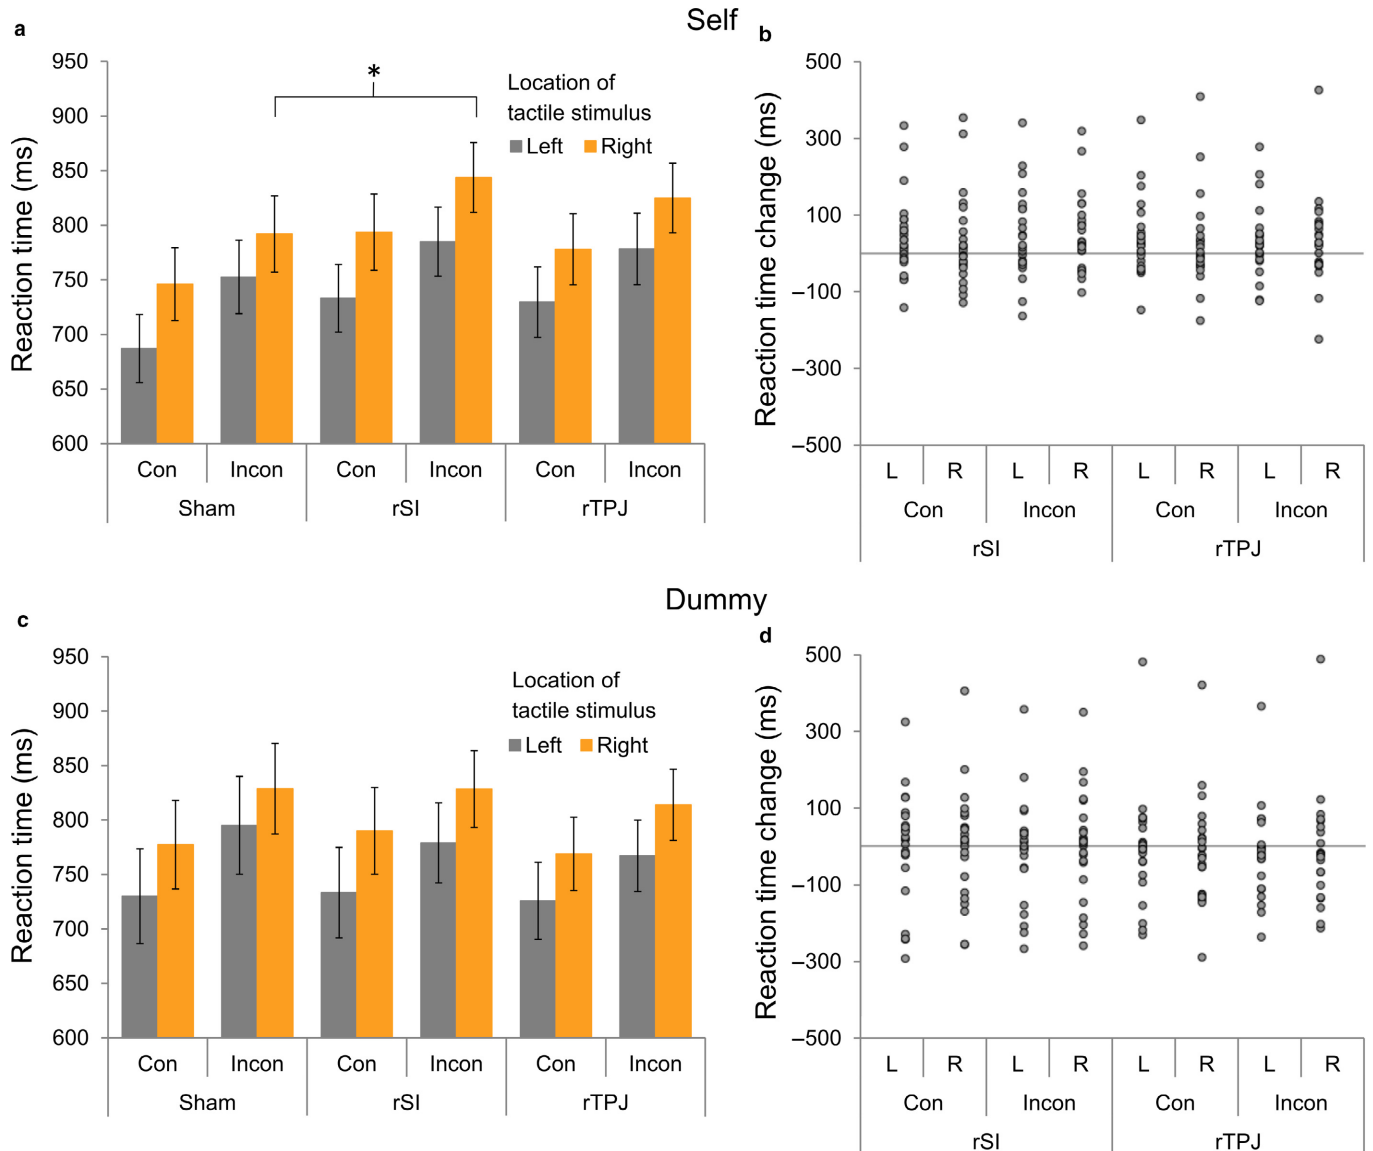 Self
a
950
900
850
800
750
700
650
600
Reaction time (ms)
*
Location of
tactile stimulus
Left Right
Con Incon Con Incon Con Incon
Sham rSI rTPJ
b
500
300
100
–100
–300
–500
Reaction time change (ms)
L R L R L R L R
Con Incon Con Incon
rSI rTPJ
Dummy
c
950
900
850
800
750
700
650
600
Reaction time (ms)
Location of
tactile stimulus
Left Right
Con Incon Con Incon Con Incon
Sham rSI rTPJ
d
500
300
100
–100
–300
–500
Reaction time change (ms)
L R L R L R L R
Con Incon Con Incon
rSI rTPJ